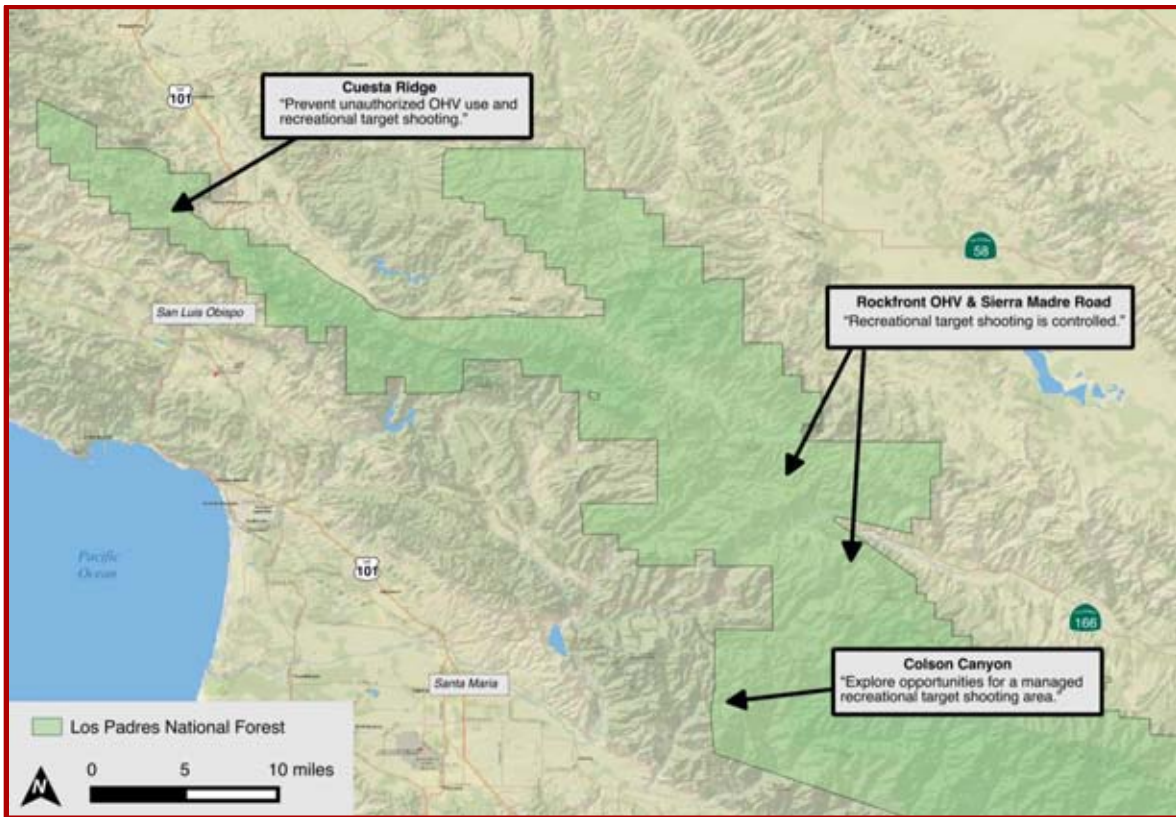 101
Cuesta Ridge
"Prevent unauthorized OHV use and
recreational target shooting."
58
San Luis Obispo
Rockfront OHV & Sierra Madre Road
"Recreational target shooting is controlled."
Pacific
Ocean
101
166
Colson Canyon
"Explore opportunities for a managed
recreational target shooting area."
Santa Maria
Los Padres National Forest
N
0 5 10 miles